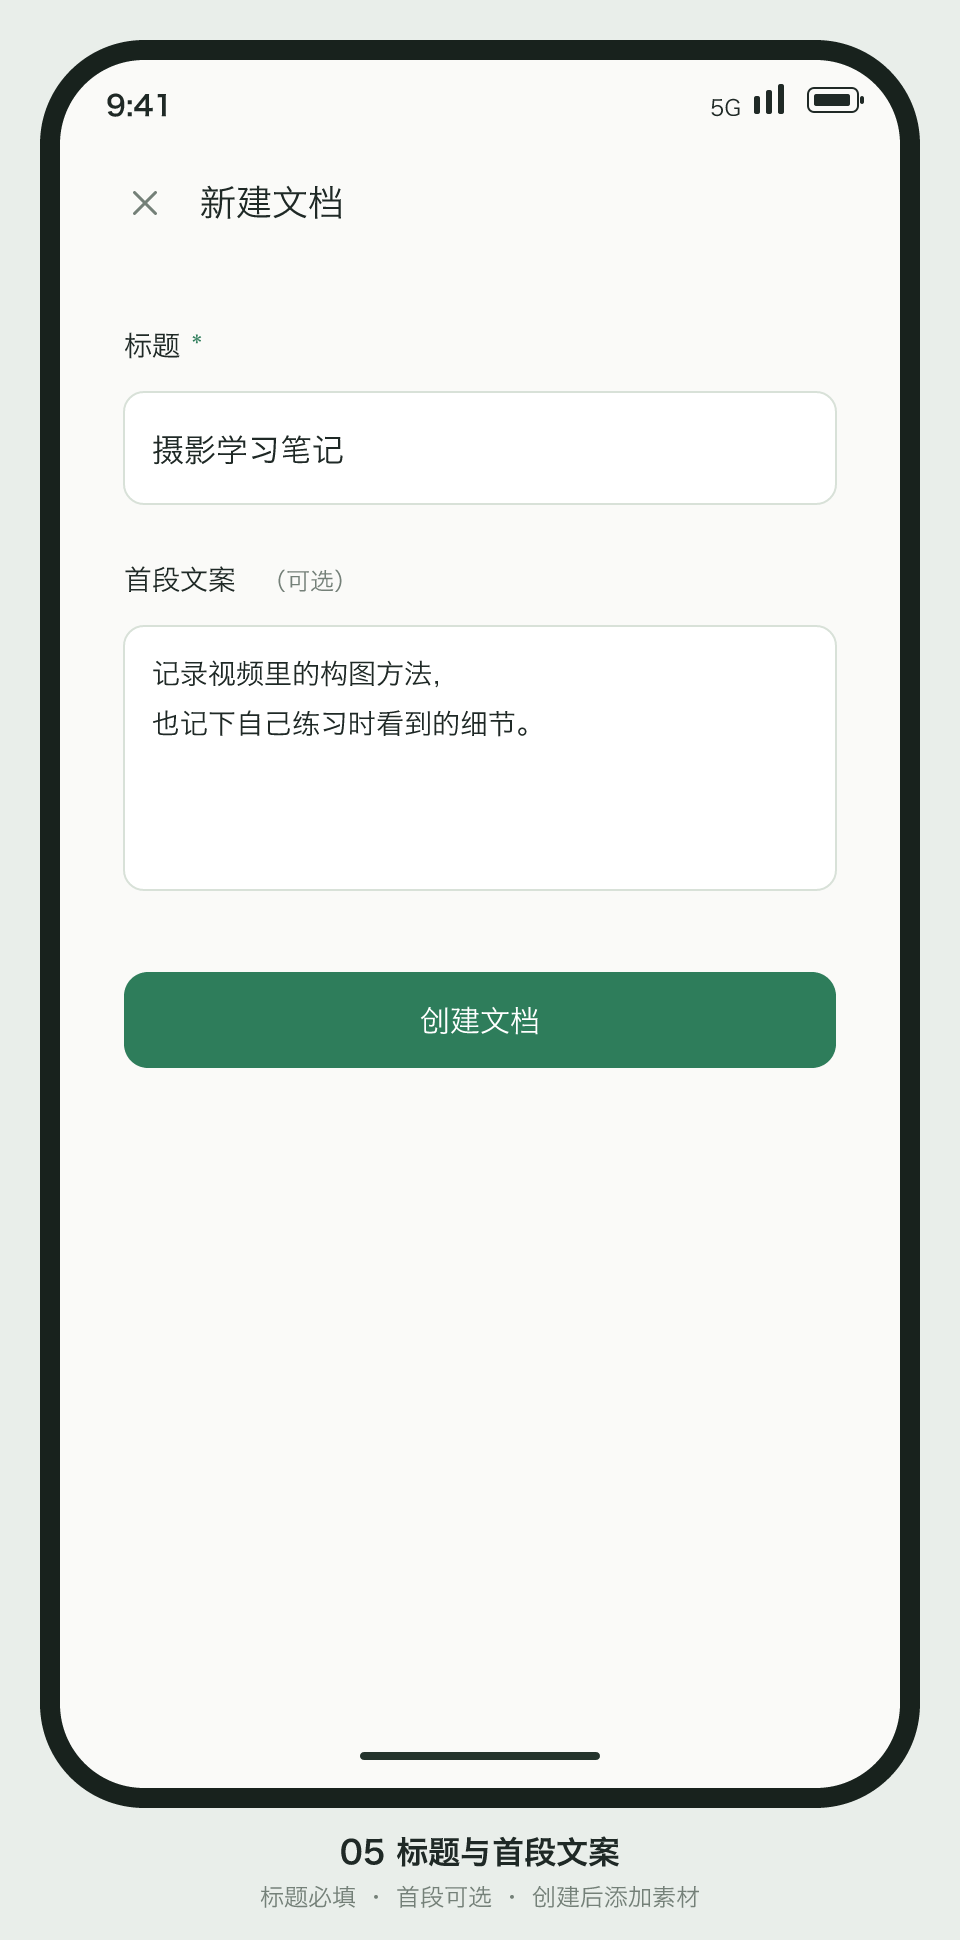 9:41 5G
新建文档
标题 *
摄影学习笔记
首段文案 （可选）
记录视频里的构图方法,
也记下自己练习时看到的细节。
创建文档
05 标题与首段文案
标题必填 · 首段可选 · 创建后添加素材